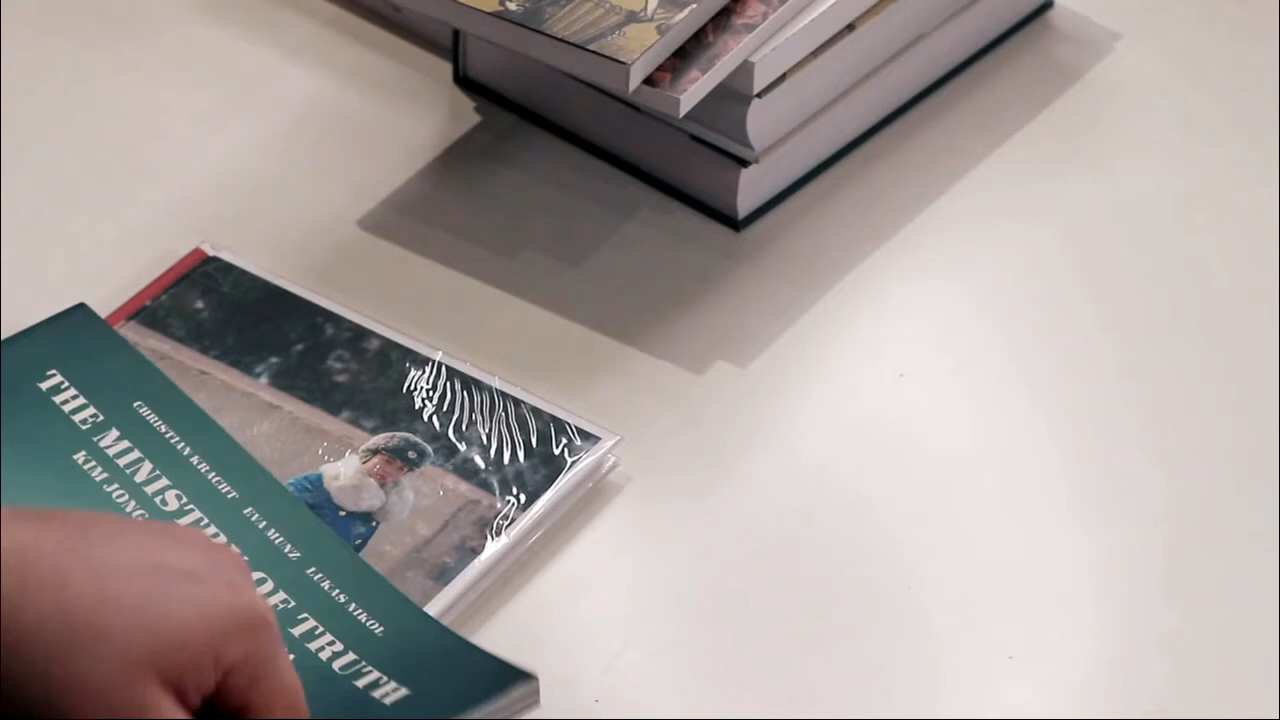 CHRISTIAN KRACHT EVA MUNZ LUKAS NIKOL
THE MINISTRY OF TRUTH
KIM JONG